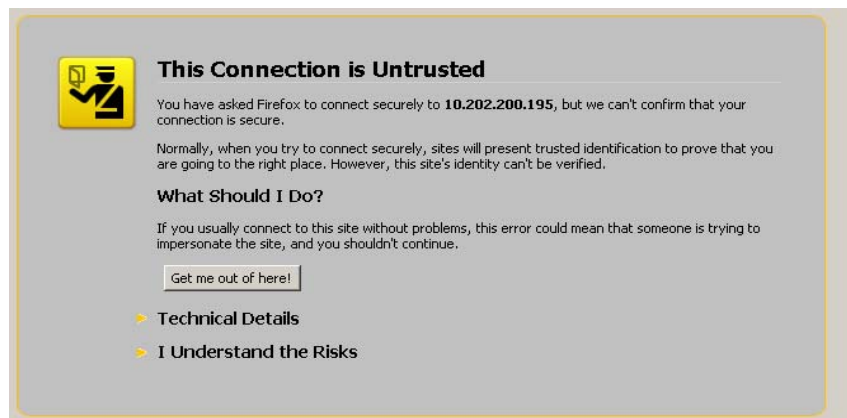 This Connection is Untrusted
You have asked Firefox to connect securely to 10.202.200.195, but we can't confirm that your
connection is secure.
Normally, when you try to connect securely, sites will present trusted identification to prove that you
are going to the right place. However, this site's identity can't be verified.
What Should I Do?
If you usually connect to this site without problems, this error could mean that someone is trying to
impersonate the site, and you shouldn't continue.
Get me out of here!
Technical Details
I Understand the Risks